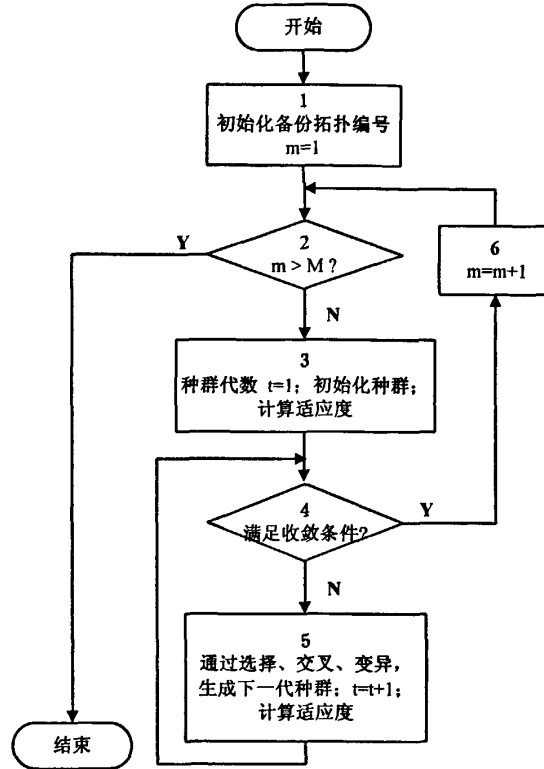 开始
1
初始化备份拓扑编号
m=1
Y
2
m > M ?
N
6
m=m+1
3
种群代数 t=1; 初始化种群;
计算适应度
4
满足收敛条件?
Y
N
5
通过选择、交叉、变异,
生成下一代种群; t=t+1;
计算适应度
结束